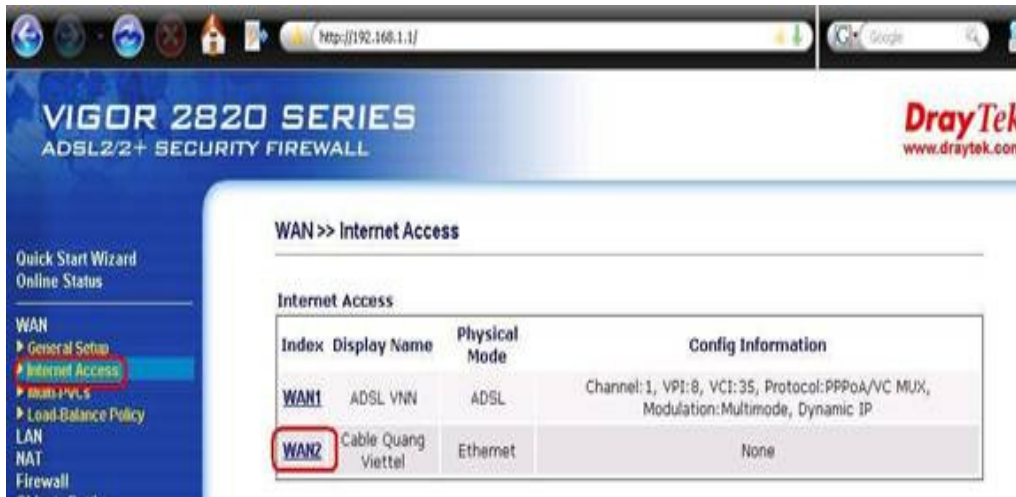 http://192.168.1.1/
Google
VIGOR 2820 SERIES
ADSL2/2+ SECURITY FIREWALL
DrayTek
www.draytek.com
Quick Start Wizard
Online Status
WAN
General Setup
Internet Access
Multi-PVCs
Load-Balance Policy
LAN
NAT
Firewall
WAN >> Internet Access
Internet Access
Index Display Name Physical Mode Config Information
WAN1 ADSL VNN ADSL Channel:1, VPI:8, VCI:35, Protocol:PPPoA/VC MUX,
Modulation:Multimode, Dynamic IP
WAN2 Cable Quang Viettel Ethernet None